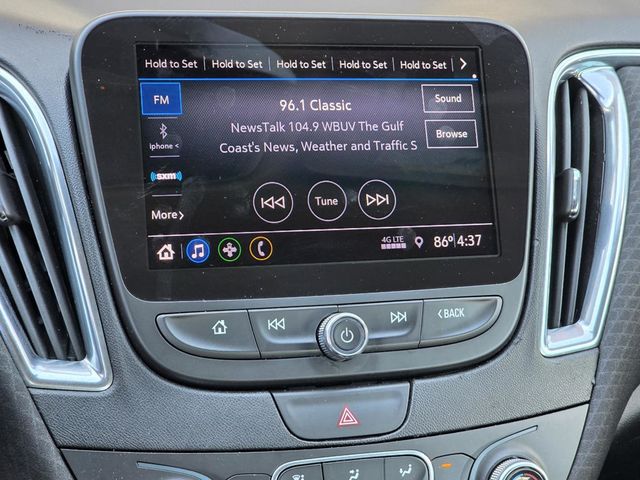 Hold to Set Hold to Set Hold to Set Hold to Set Hold to Set
FM
96.1 Classic
Sound
NewsTalk 104.9 WBUV The Gulf
Coast's News, Weather and Traffic S
Browse
iphone <
((sxm))
Tune
More >
4G LTE
86° 4:37
< BACK